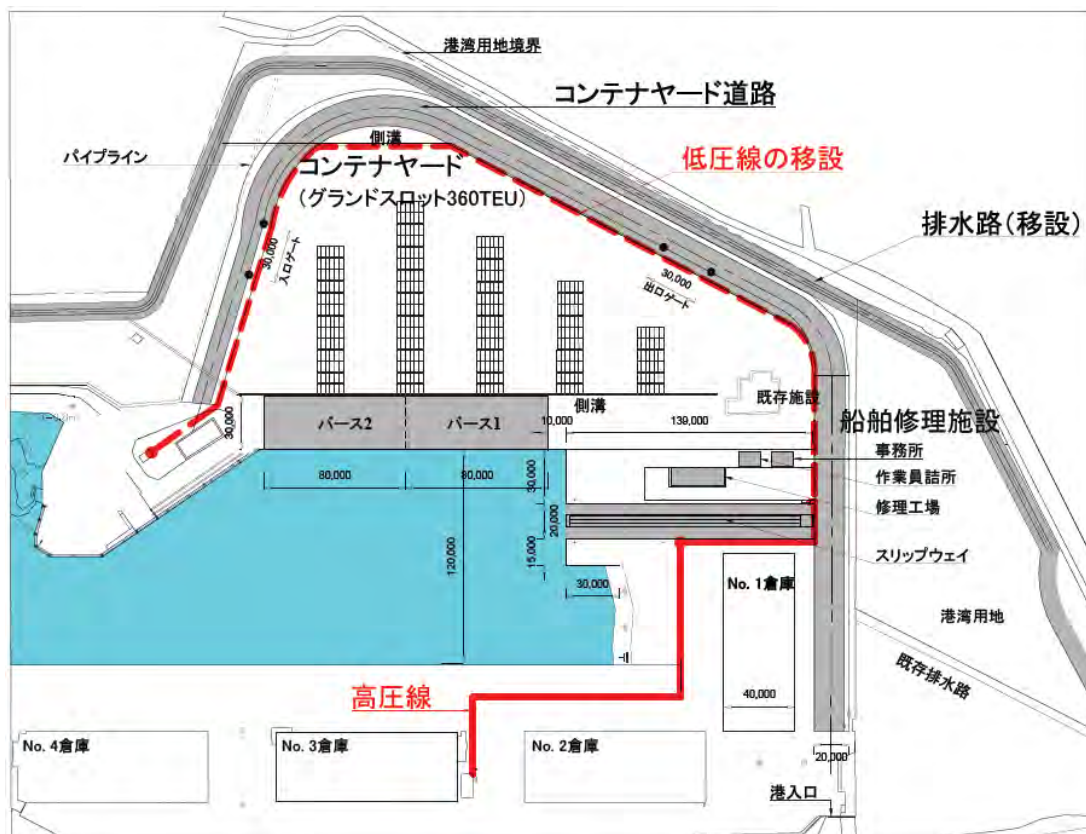 港湾用地境界
コンテナヤード道路
側溝
パイプライン
コンテナヤード
(グランドスロット360TEU)
低圧線の移設
排水路(移設)
30,000
入口ゲート
30,000
出口ゲート
既存施設
側溝
船舶修理施設
バース2
バース1
10,000
139,000
30,000
事務所
作業員詰所
修理工場
スリップウェイ
80,000
80,000
30,000
20,000
15,000
120,000
30,000
No. 1倉庫
港湾用地
既存排水路
高圧線
40,000
No. 4倉庫
No. 3倉庫
No. 2倉庫
20,000
港入口